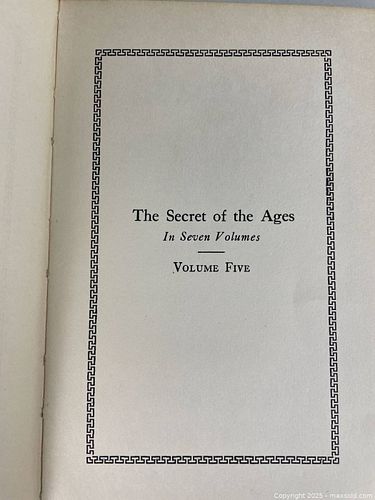 The Secret of the Ages
In Seven Volumes
Volume Five
Copyright 2025 - maxsold.com